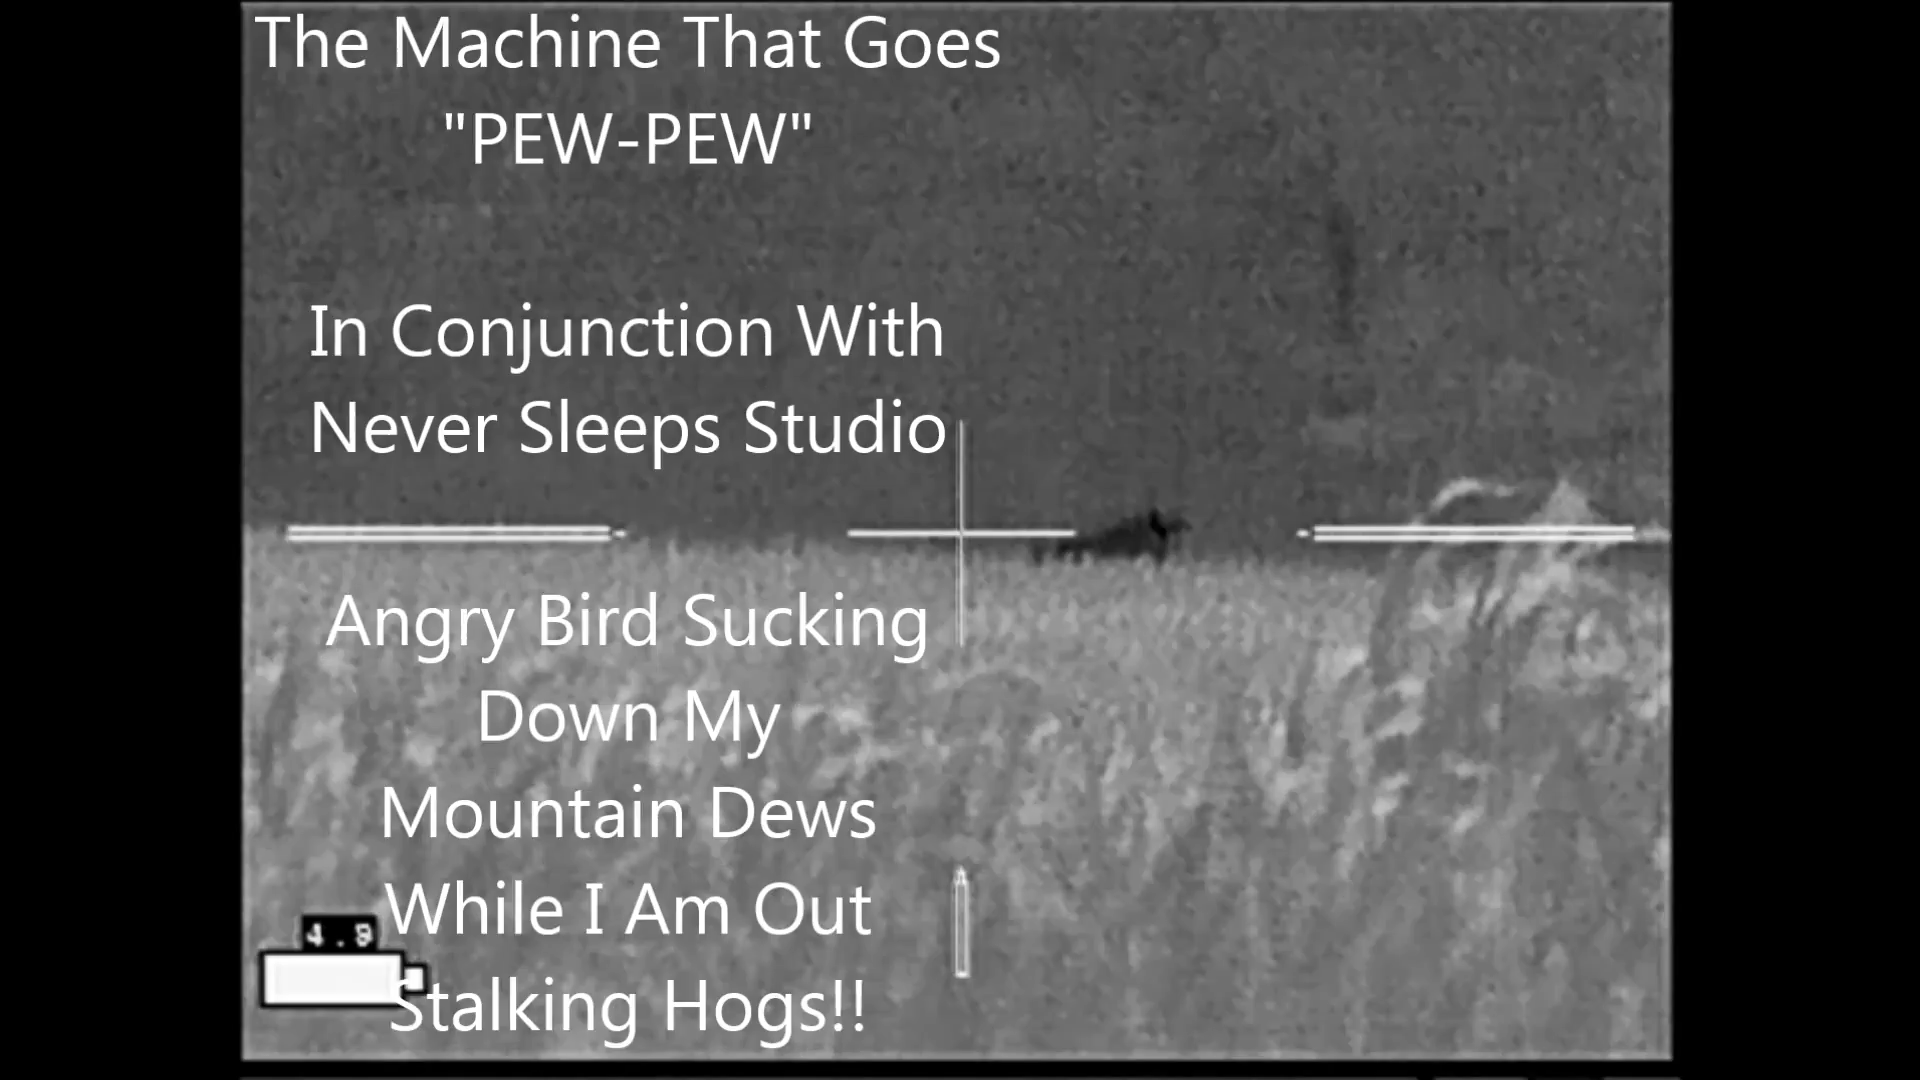 The Machine That Goes
"PEW-PEW"
In Conjunction With
Never Sleeps Studio
Angry Bird Sucking
Down My
Mountain Dews
While I Am Out
4.9
Stalking Hogs!!